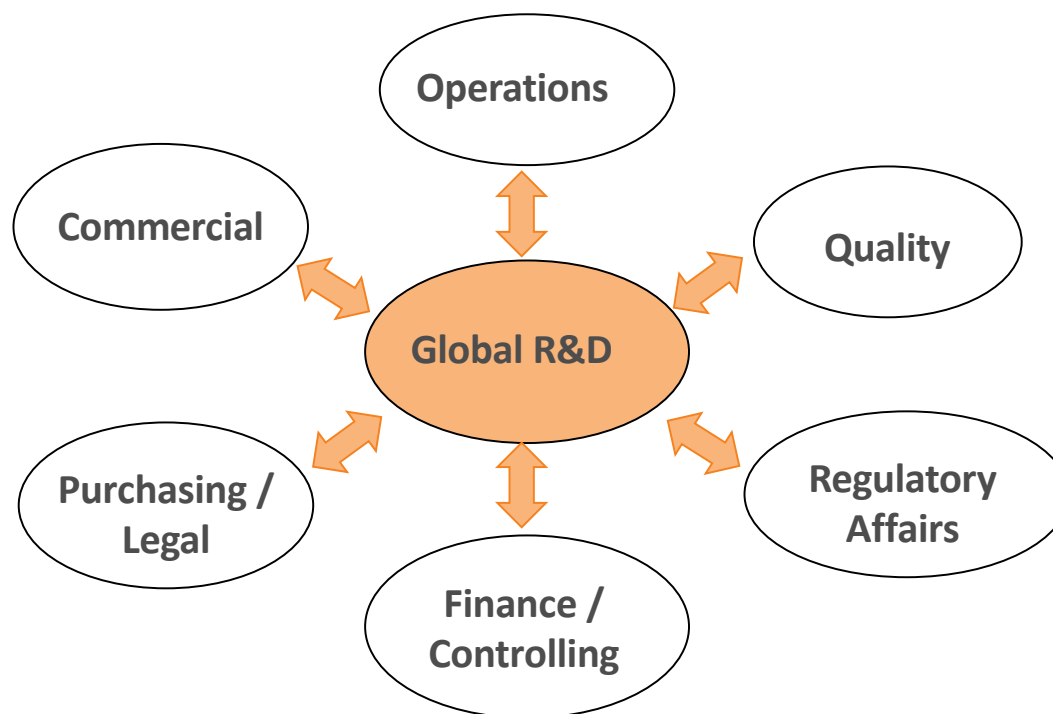 Operations
Commercial
Quality
Global R&D
Purchasing /
Legal
Regulatory
Affairs
Finance /
Controlling